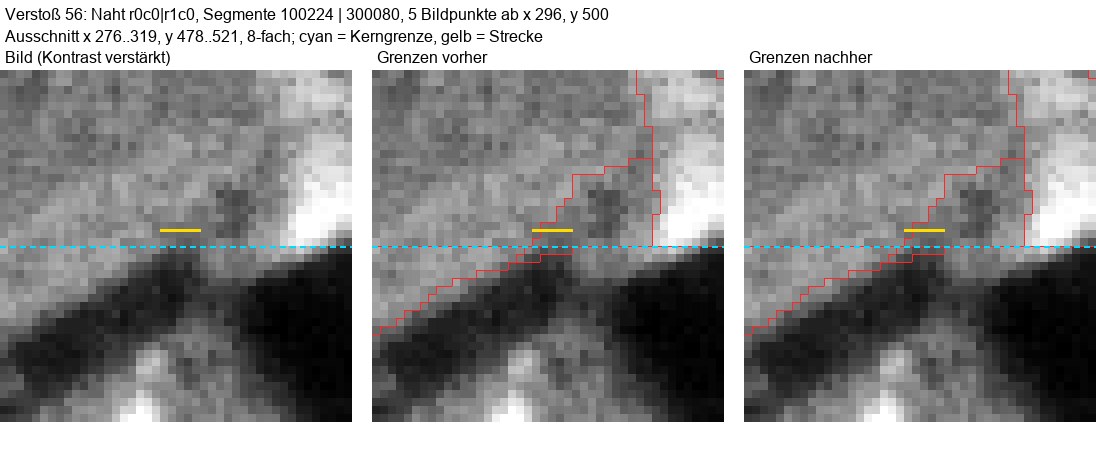 Verstoß 56: Naht r0c0|r1c0, Segmente 100224 | 300080, 5 Bildpunkte ab x 296, y 500
Ausschnitt x 276..319, y 478..521, 8-fach; cyan = Kerngrenze, gelb = Strecke
Bild (Kontrast verstärkt)
Grenzen vorher
Grenzen nachher